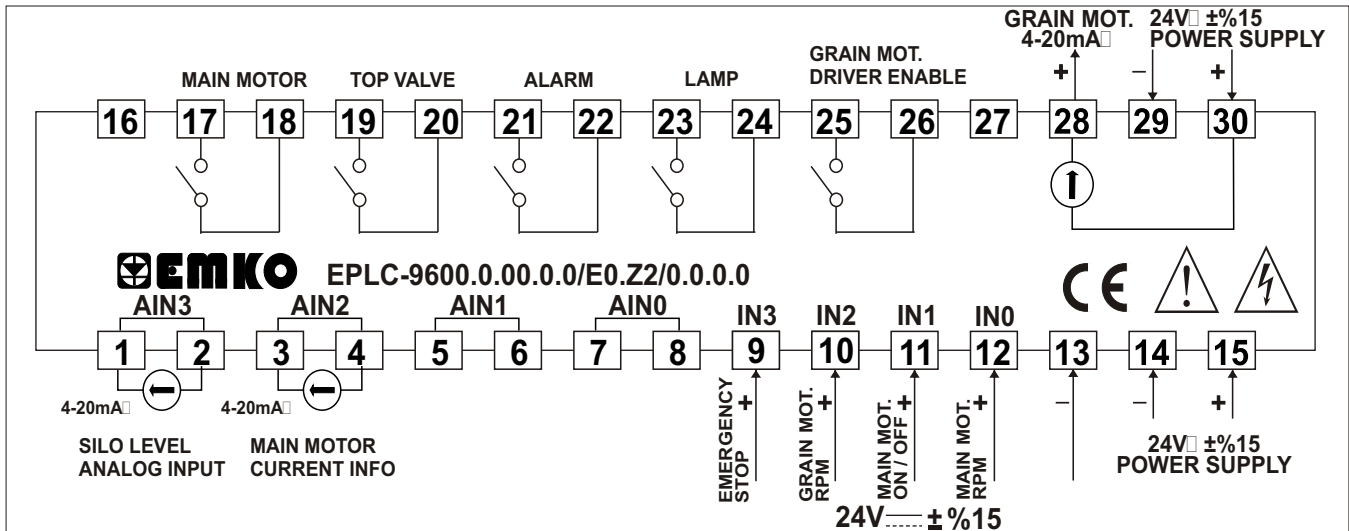 GRAIN MOT.
4-20mA
24V ±%15
POWER SUPPLY
+
−
+
MAIN MOTOR
TOP VALVE
ALARM
LAMP
GRAIN MOT.
DRIVER ENABLE
16 17 18 19 20 21 22 23 24 25 26 27 28 29 30
EMKO EPLC-9600.0.00.0.0/E0.Z2/0.0.0.0
CE
AIN3 AIN2 AIN1 AIN0 IN3 IN2 IN1 IN0
1 2 3 4 5 6 7 8 9 10 11 12 13 14 15
4-20mA
4-20mA
SILO LEVEL
ANALOG INPUT
MAIN MOTOR
CURRENT INFO
EMERGENCY
STOP
+
GRAIN MOT.
RPM
+
MAIN MOT.
ON / OFF
+
MAIN MOT.
RPM
+
−
−
+
24V ±%15
POWER SUPPLY
24V ± %15